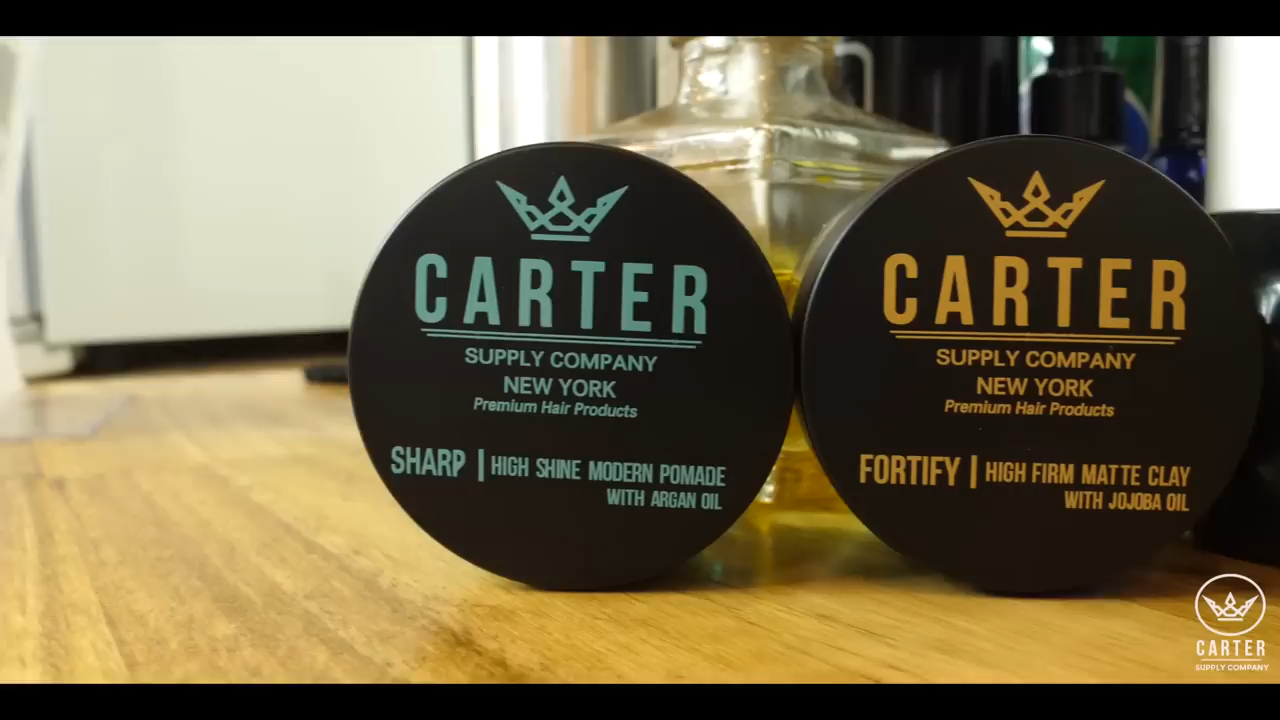 CARTER
SUPPLY COMPANY
NEW YORK
Premium Hair Products
SHARP | HIGH SHINE MODERN POMADE
WITH ARGAN OIL
CARTER
SUPPLY COMPANY
NEW YORK
Premium Hair Products
FORTIFY | HIGH FIRM MATTE CLAY
WITH JOJOBA OIL
CARTER
SUPPLY COMPANY